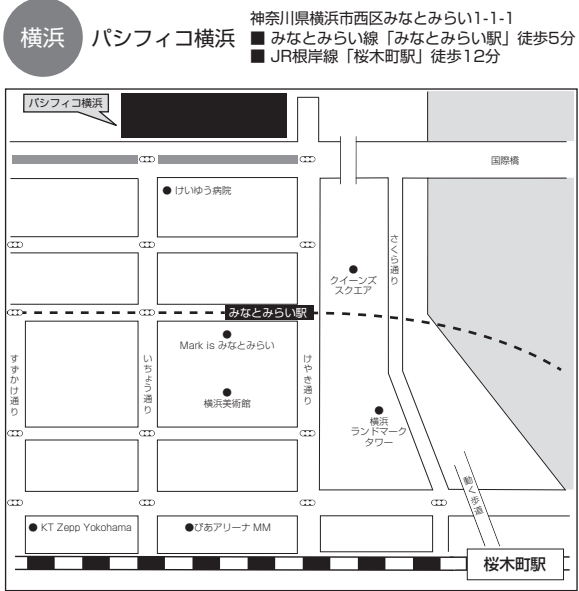 横浜
パシフィコ横浜
神奈川県横浜市西区みなとみらい1-1-1
■ みなとみらい線「みなとみらい駅」徒歩5分
■ JR根岸線「桜木町駅」徒歩12分
パシフィコ横浜
国際橋
● けいゆう病院
さくら通り
クイーンズ
スクエア
みなとみらい駅
Mark is みなとみらい
すずかけ通り
いちょう通り
けやき通り
横浜美術館
横浜
ランドマーク
タワー
動く歩道
● KT Zepp Yokohama
●ぴあアリーナ MM
桜木町駅